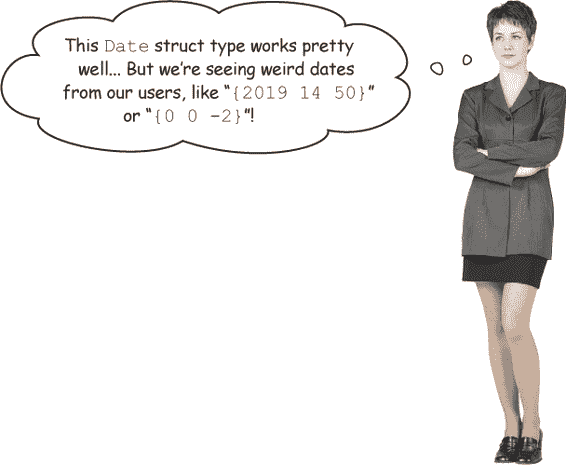 This Date struct type works pretty
well... But we're seeing weird dates
from our users, like “{2019 14 50}”
or “{0 0 -2}”!